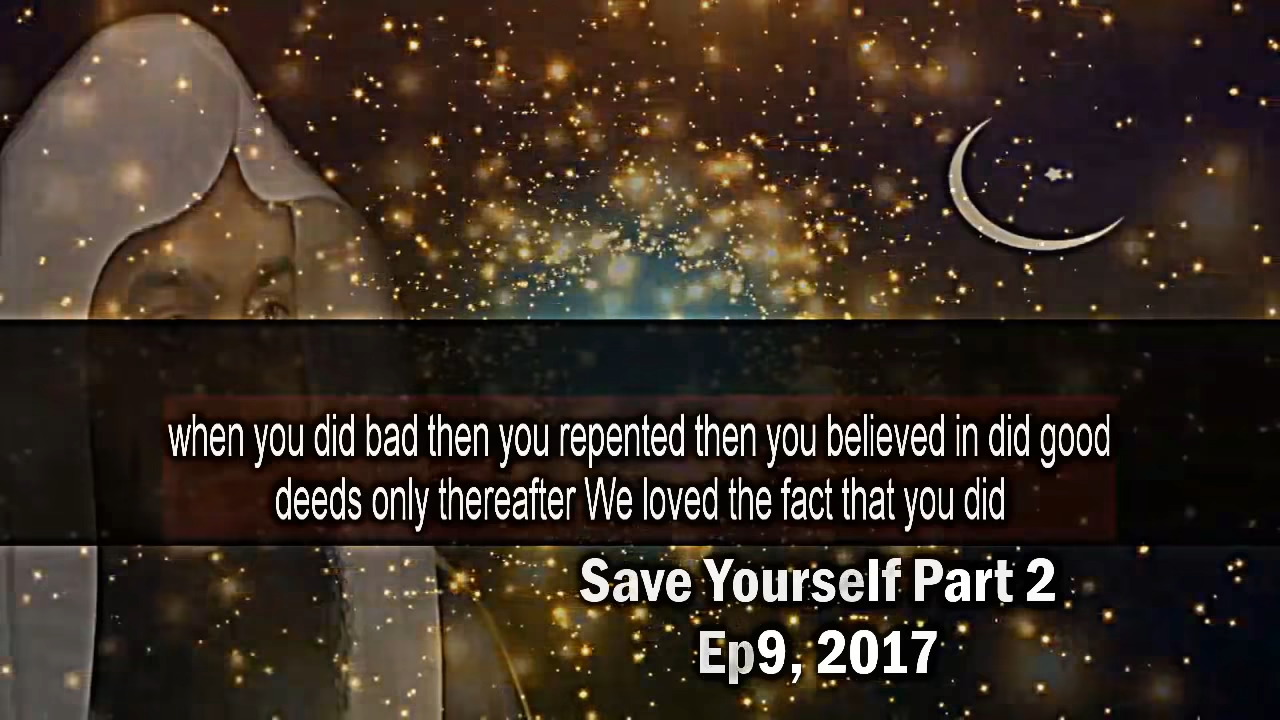 when you did bad then you repented then you believed in did good
deeds only thereafter We loved the fact that you did
Save Yourself Part 2
Ep9, 2017